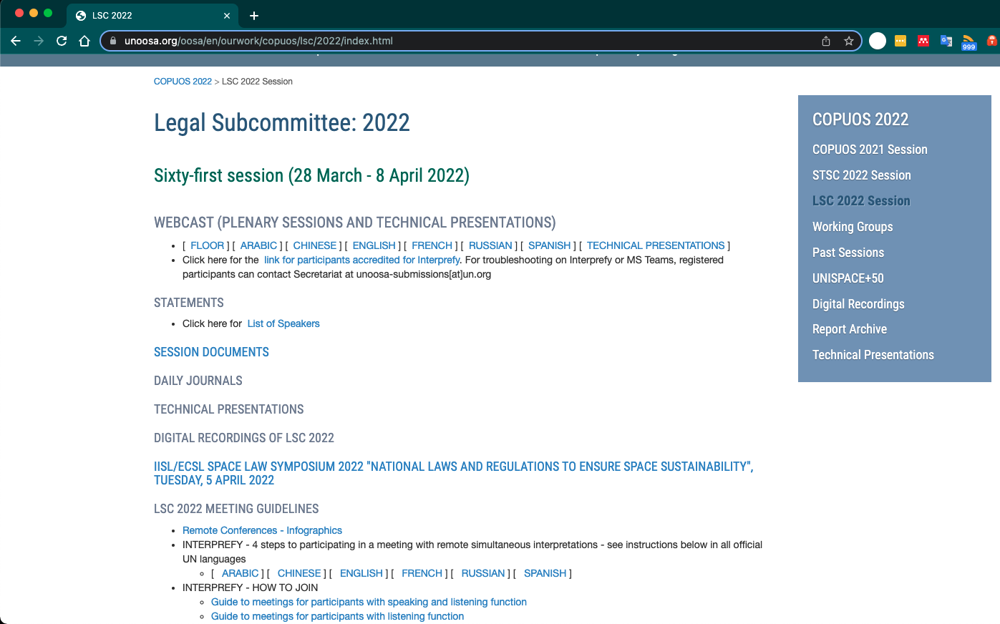 LSC 2022
unoosa.org/oosa/en/ourwork/copuos/lsc/2022/index.html
999
COPUOS 2022 > LSC 2022 Session
Legal Subcommittee: 2022
Sixty-first session (28 March - 8 April 2022)
WEBCAST (PLENARY SESSIONS AND TECHNICAL PRESENTATIONS)
• [ FLOOR ] [ ARABIC ] [ CHINESE ] [ ENGLISH ] [ FRENCH ] [ RUSSIAN ] [ SPANISH ] [ TECHNICAL PRESENTATIONS ]
• Click here for the link for participants accredited for Interprefy. For troubleshooting on Interprefy or MS Teams, registered
participants can contact Secretariat at unoosa-submissions[at]un.org
STATEMENTS
• Click here for List of Speakers
SESSION DOCUMENTS
DAILY JOURNALS
TECHNICAL PRESENTATIONS
DIGITAL RECORDINGS OF LSC 2022
IISL/ECSL SPACE LAW SYMPOSIUM 2022 "NATIONAL LAWS AND REGULATIONS TO ENSURE SPACE SUSTAINABILITY",
TUESDAY, 5 APRIL 2022
LSC 2022 MEETING GUIDELINES
• Remote Conferences - Infographics
• INTERPREFY - 4 steps to participating in a meeting with remote simultaneous interpretations - see instructions below in all official
UN languages
◦ [ ARABIC ] [ CHINESE ] [ ENGLISH ] [ FRENCH ] [ RUSSIAN ] [ SPANISH ]
• INTERPREFY - HOW TO JOIN
◦ Guide to meetings for participants with speaking and listening function
◦ Guide to meetings for participants with listening function
COPUOS 2022
COPUOS 2021 Session
STSC 2022 Session
LSC 2022 Session
Working Groups
Past Sessions
UNISPACE+50
Digital Recordings
Report Archive
Technical Presentations